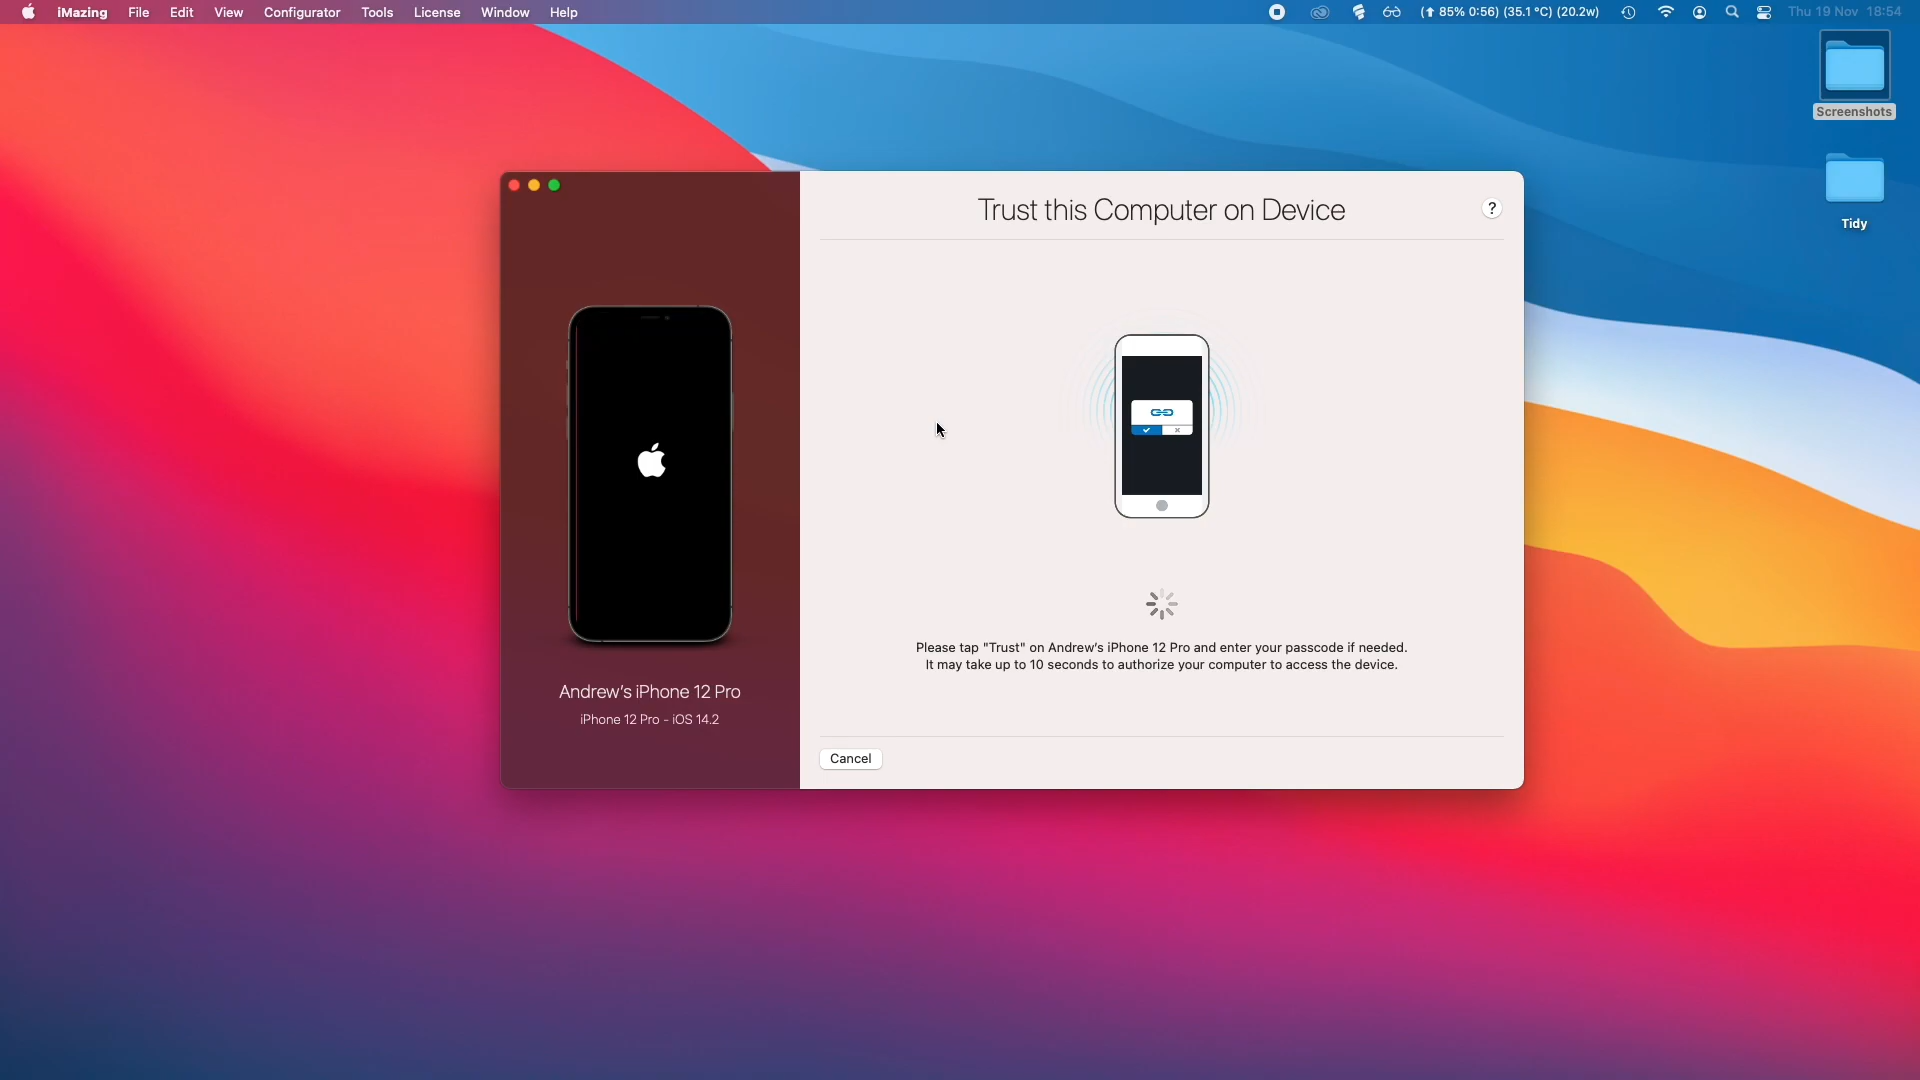 iMazing File Edit View Configurator Tools License Window Help
(⬆ 85% 0:56) (35.1 °C) (20.2w) Thu 19 Nov 18:54
Screenshots
Tidy
Trust this Computer on Device
?
Please tap "Trust" on Andrew's iPhone 12 Pro and enter your passcode if needed.
It may take up to 10 seconds to authorize your computer to access the device.
Andrew's iPhone 12 Pro
iPhone 12 Pro - iOS 14.2
Cancel